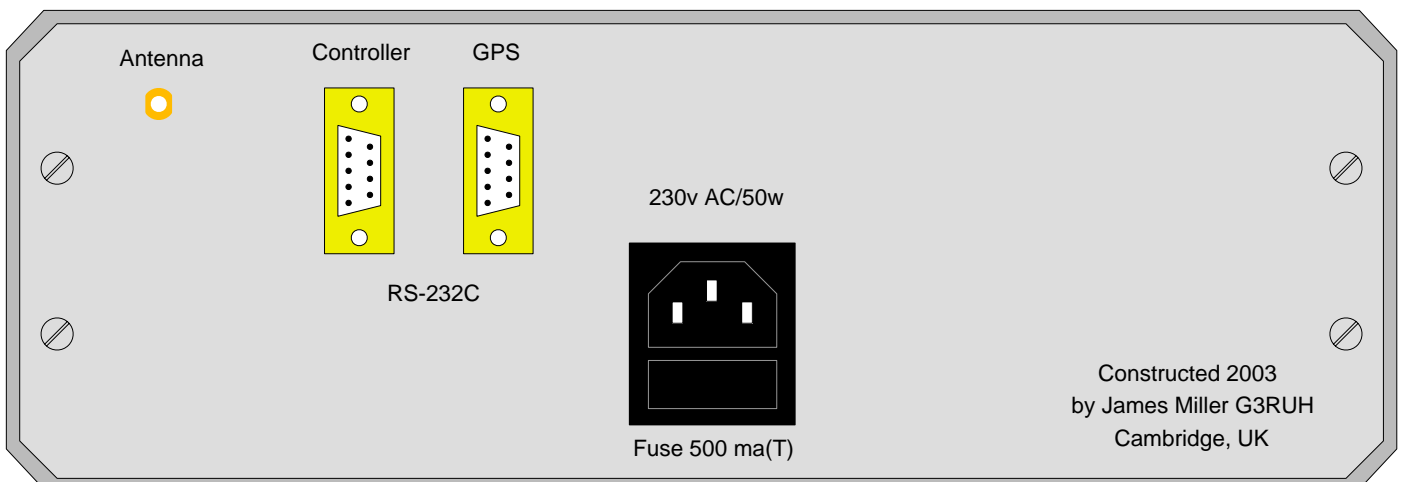 Antenna
Controller
GPS
RS-232C
230v AC/50w
Fuse 500 ma(T)
Constructed 2003
by James Miller G3RUH
Cambridge, UK